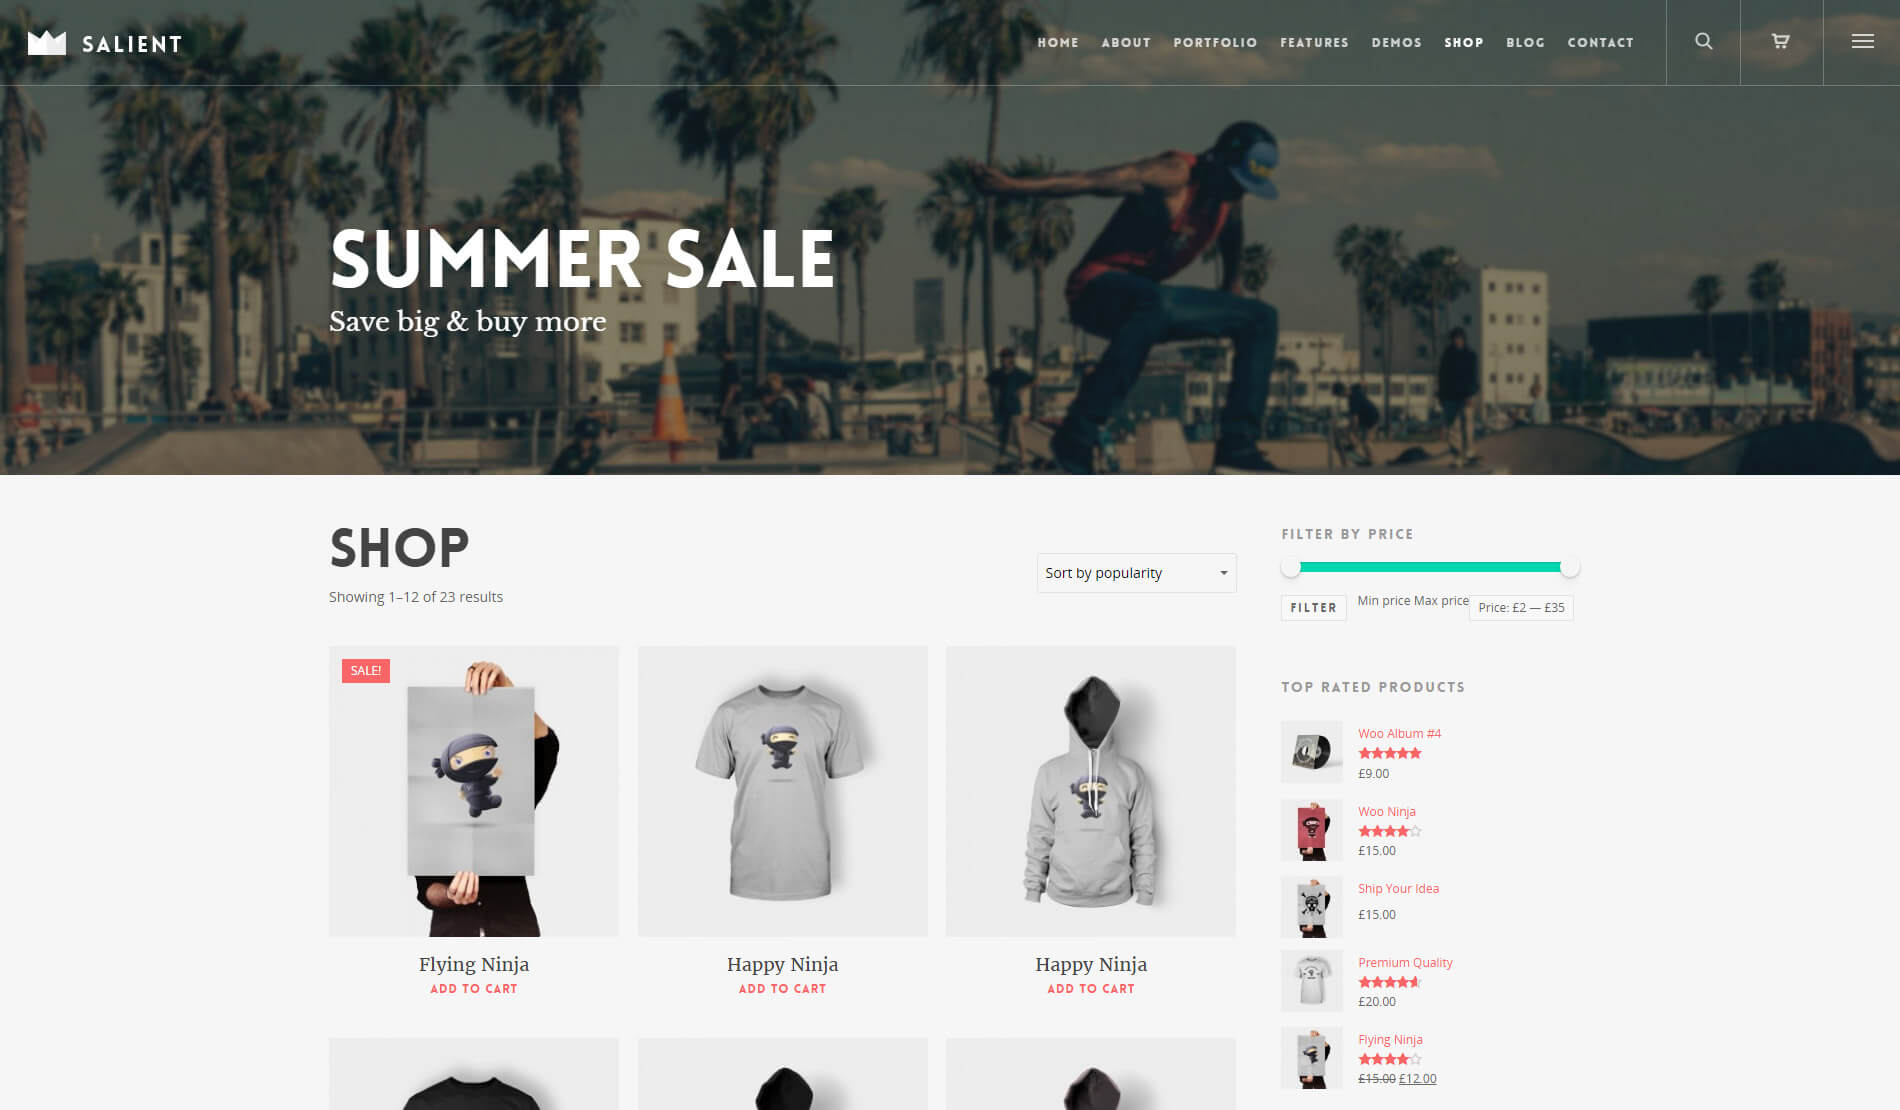 SALIENT
HOME ABOUT PORTFOLIO FEATURES DEMOS SHOP BLOG CONTACT
SUMMER SALE
Save big & buy more
SHOP
Showing 1–12 of 23 results
Sort by popularity
SALE!
Flying Ninja
ADD TO CART
Happy Ninja
ADD TO CART
Happy Ninja
ADD TO CART
FILTER BY PRICE
FILTER
Min price Max price
Price: £2 — £35
TOP RATED PRODUCTS
Woo Album #4
£9.00
Woo Ninja
£15.00
Ship Your Idea
£15.00
Premium Quality
£20.00
Flying Ninja
£15.00 £12.00